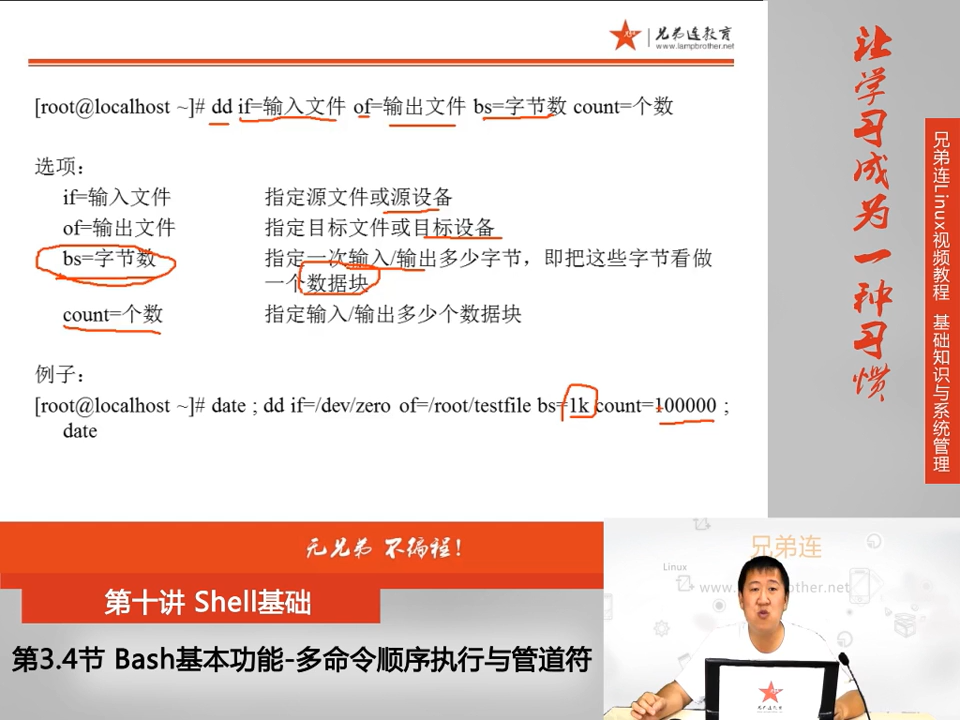 兄弟连教育
www.lampbrother.net
[root@localhost ~]# dd if=输入文件 of=输出文件 bs=字节数 count=个数
选项：
if=输入文件 指定源文件或源设备
of=输出文件 指定目标文件或目标设备
bs=字节数 指定一次输入/输出多少字节，即把这些字节看做
一个数据块
count=个数 指定输入/输出多少个数据块
例子：
[root@localhost ~]# date ; dd if=/dev/zero of=/root/testfile bs=1k count=100000 ;
date
让学习成为一种习惯
兄弟连Linux视频教程 基础知识与系统管理
无兄弟 不编程！
第十讲 Shell基础
第3.4节 Bash基本功能-多命令顺序执行与管道符
兄弟连
Linux
www.
brother.net
兄弟连教育